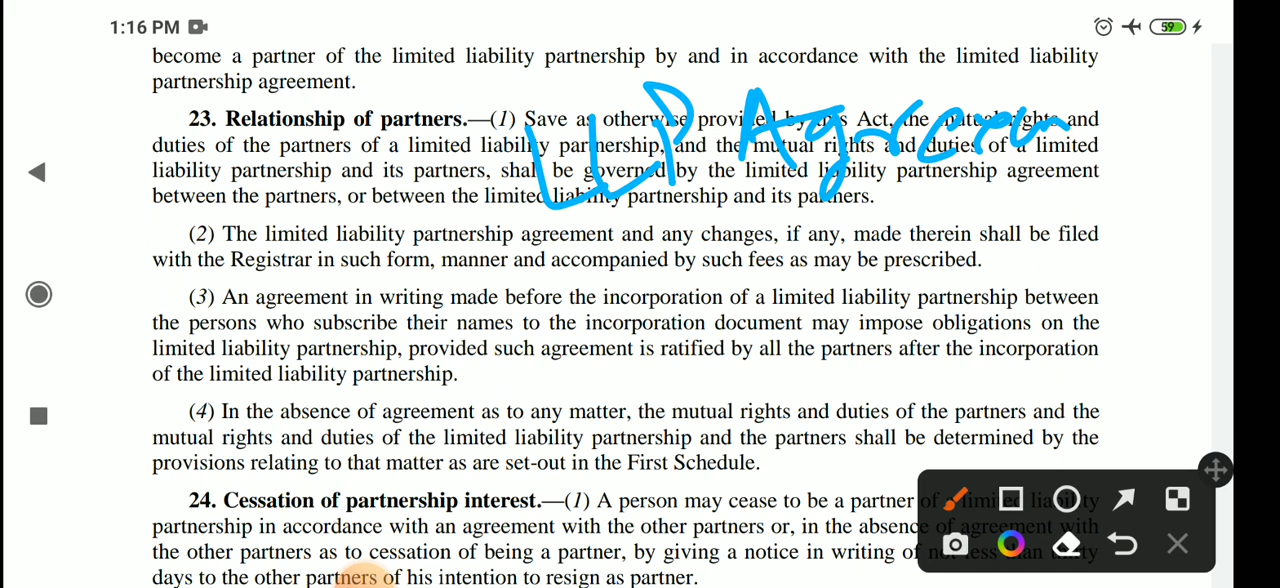 1:16 PM
59
become a partner of the limited liability partnership by and in accordance with the limited liability
partnership agreement.
LLP Agreem
23. Relationship of partners.—(1) Save as otherwise provided by this Act, the mutual rights and
duties of the partners of a limited liability partnership, and the mutual rights and duties of a limited
liability partnership and its partners, shall be governed by the limited liability partnership agreement
between the partners, or between the limited liability partnership and its partners.
(2) The limited liability partnership agreement and any changes, if any, made therein shall be filed
with the Registrar in such form, manner and accompanied by such fees as may be prescribed.
(3) An agreement in writing made before the incorporation of a limited liability partnership between
the persons who subscribe their names to the incorporation document may impose obligations on the
limited liability partnership, provided such agreement is ratified by all the partners after the incorporation
of the limited liability partnership.
(4) In the absence of agreement as to any matter, the mutual rights and duties of the partners and the
mutual rights and duties of the limited liability partnership and the partners shall be determined by the
provisions relating to that matter as are set-out in the First Schedule.
24. Cessation of partnership interest.—(1) A person may cease to be a partner of a limited liability
partnership in accordance with an agreement with the other partners or, in the absence of agreement with
the other partners as to cessation of being a partner, by giving a notice in writing of not less than thirty
days to the other partners of his intention to resign as partner.